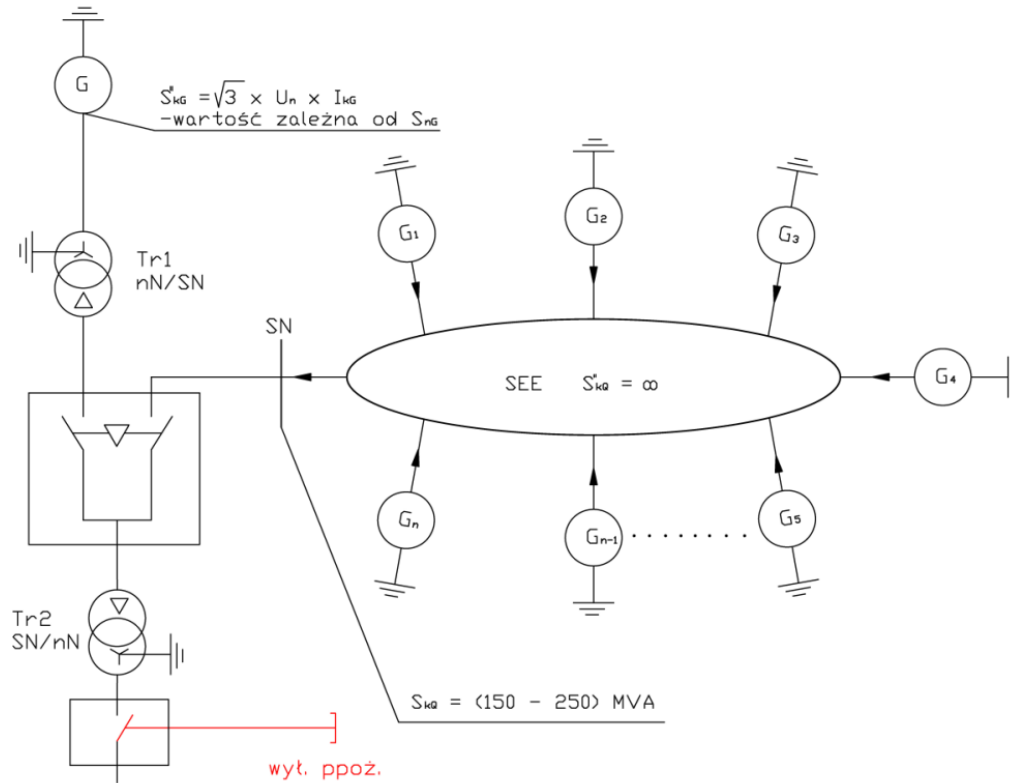 G
S"kG = √3 × Un × IkG
-wartość zależna od SnG
G1
G2
G3
Tr1
nN/SN
SN
SEE S"kQ = ∞
G4
Gn
Gn-1
.........
G5
Tr2
SN/nN
SkQ = (150 - 250) MVA
wył. ppoż.